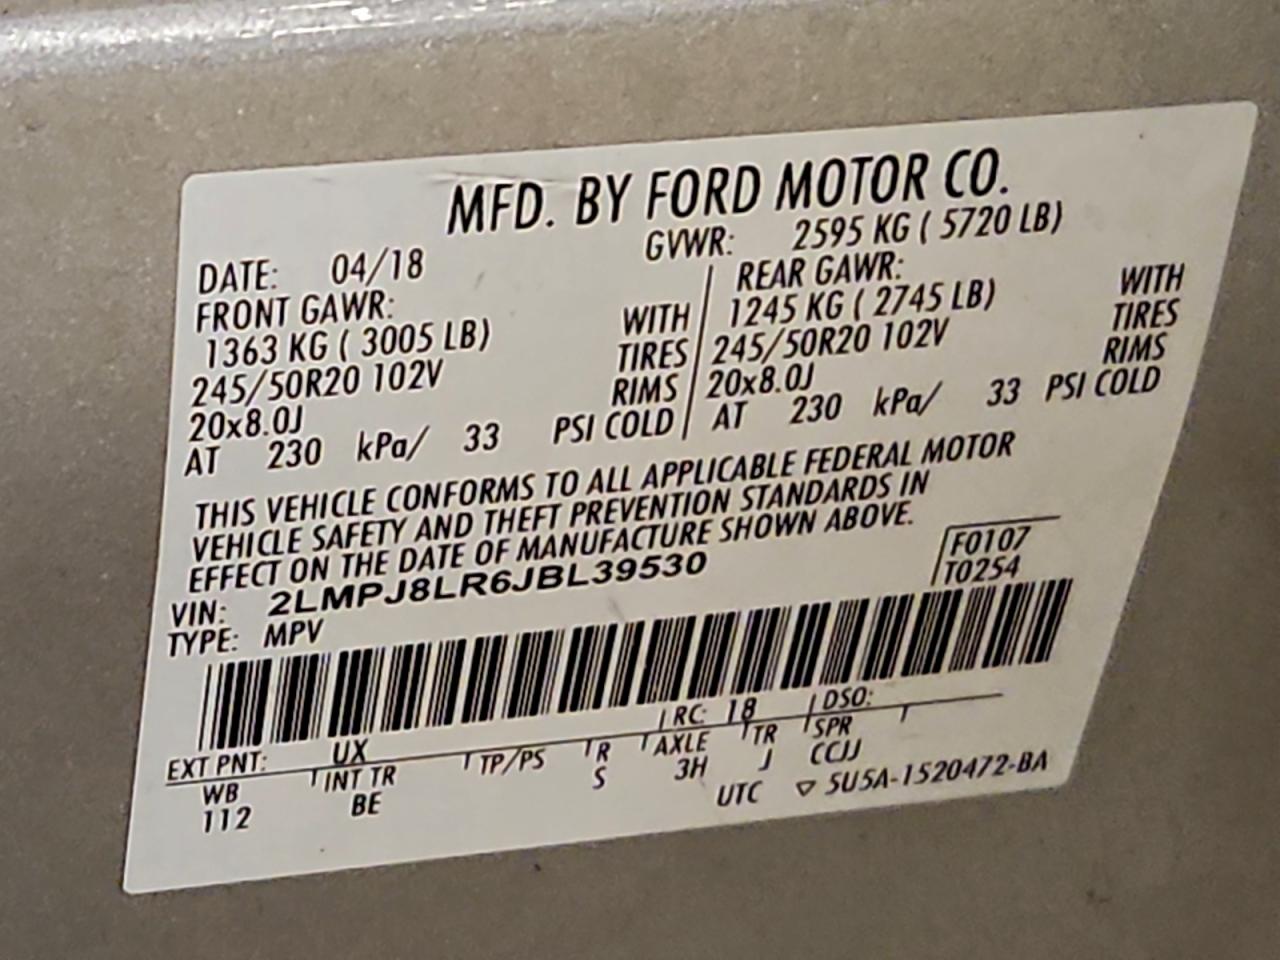 MFD. BY FORD MOTOR CO.
DATE: 04/18 GVWR: 2595 KG ( 5720 LB)
FRONT GAWR: REAR GAWR:
1363 KG ( 3005 LB) WITH 1245 KG ( 2745 LB) WITH
245/50R20 102V TIRES 245/50R20 102V TIRES
20x8.0J RIMS 20x8.0J RIMS
AT 230 kPa/ 33 PSI COLD AT 230 kPa/ 33 PSI COLD
THIS VEHICLE CONFORMS TO ALL APPLICABLE FEDERAL MOTOR
VEHICLE SAFETY AND THEFT PREVENTION STANDARDS IN
EFFECT ON THE DATE OF MANUFACTURE SHOWN ABOVE.
VIN: 2LMPJ8LR6JBL39530 F0107
TYPE: MPV T0254
EXT PNT: UX RC: 18 DSO:
WB INT TR TP/PS R AXLE TR SPR
112 BE S 3H J CCJJ
UTC ▽ 5U5A-1520472-BA